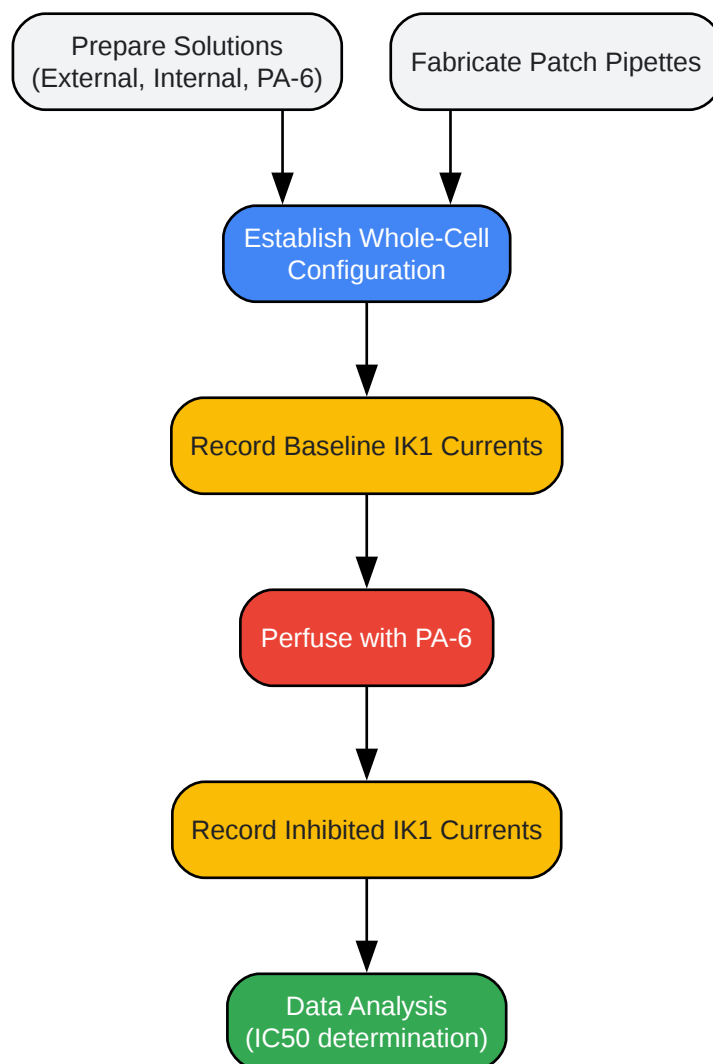 Prepare Solutions
(External, Internal, PA-6)
Fabricate Patch Pipettes
Establish Whole-Cell
Configuration
Record Baseline IK1 Currents
Perfuse with PA-6
Record Inhibited IK1 Currents
Data Analysis
(IC50 determination)